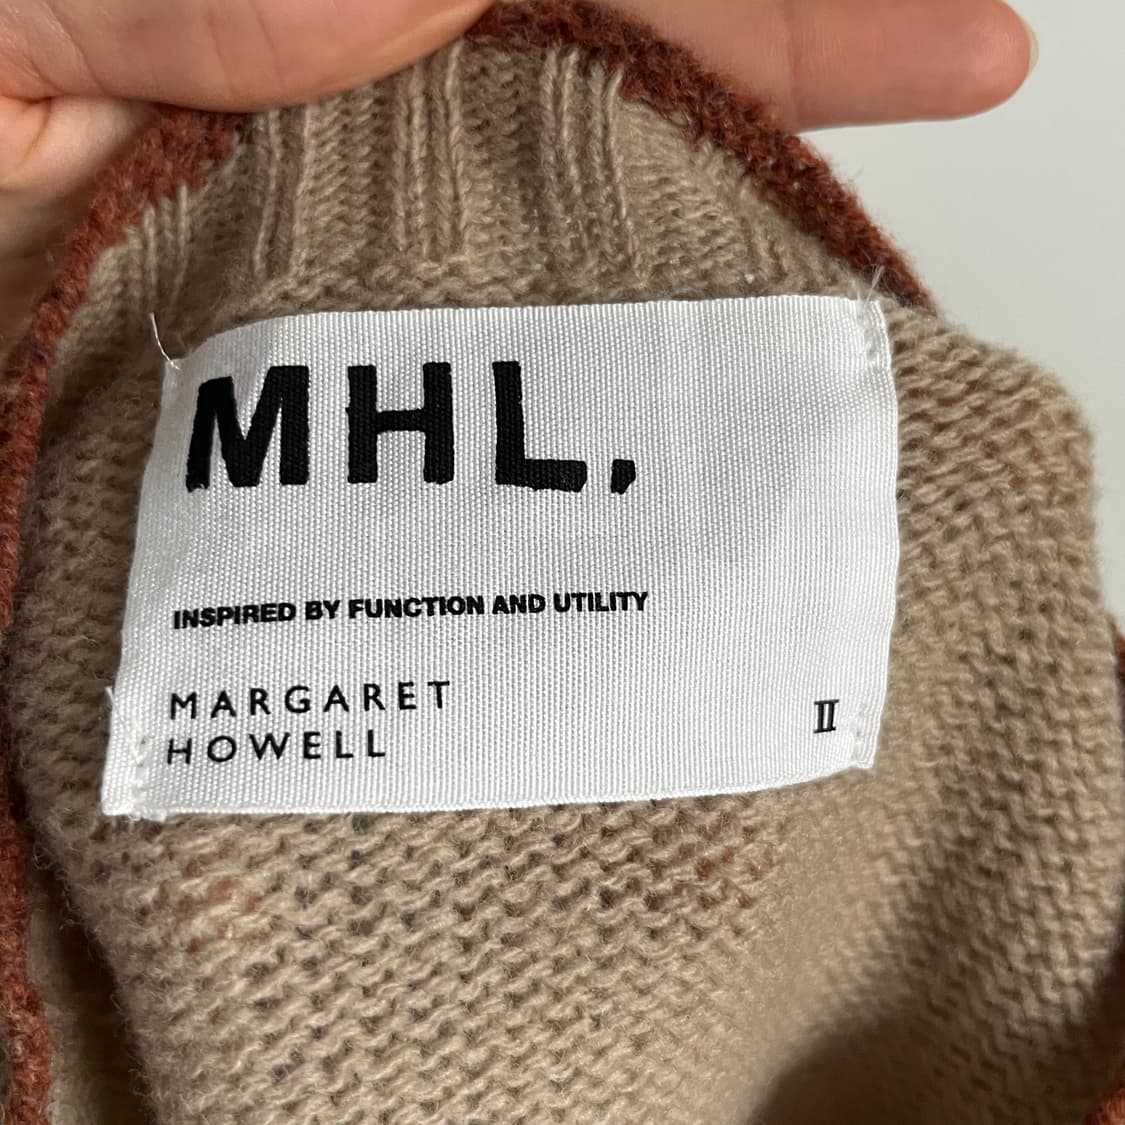 MHL.
INSPIRED BY FUNCTION AND UTILITY
MARGARET
HOWELL
II